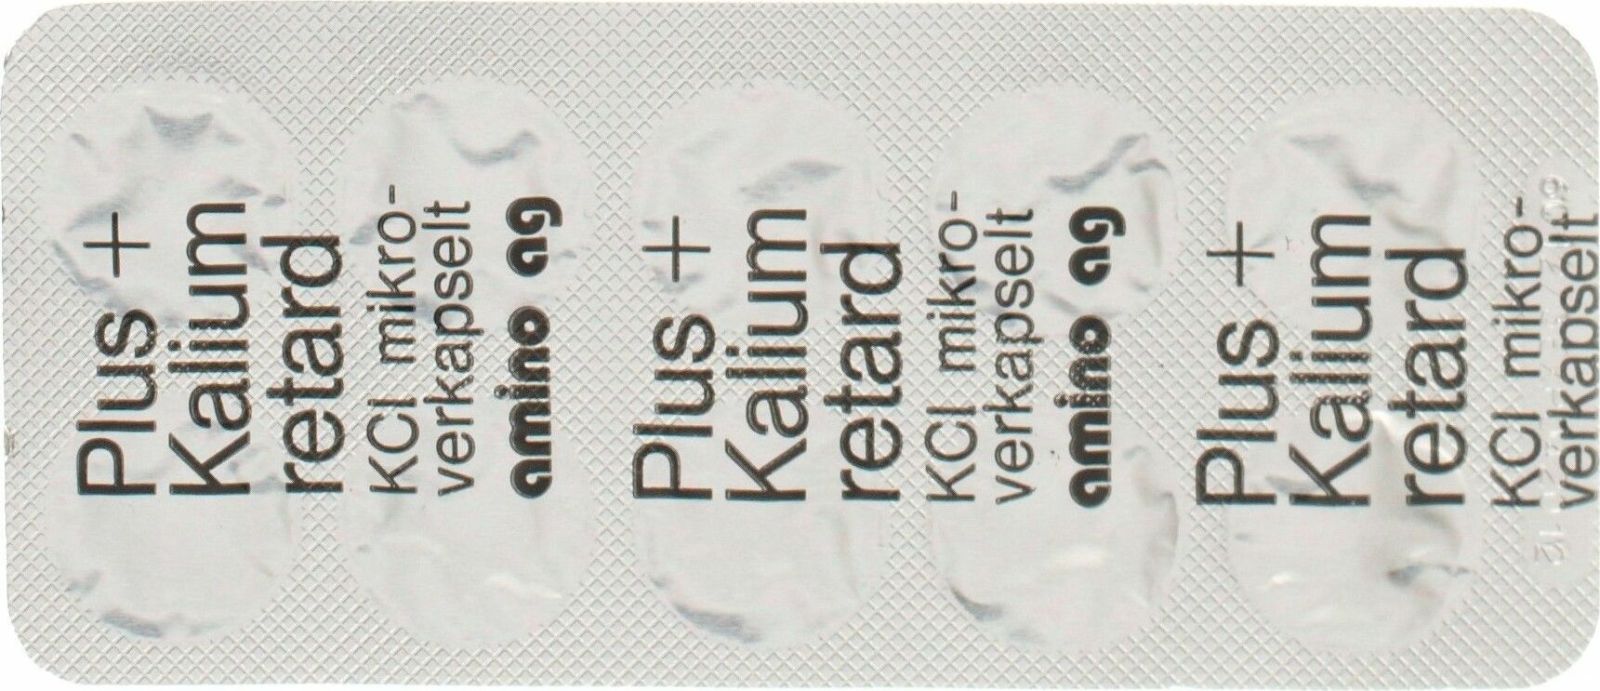 Plus +
Kalium
retard
KCl mikro-
verkapselt
amino ag
Plus +
Kalium
retard
KCl mikro-
verkapselt
amino ag
Plus +
Kalium
retard
KCl mikro-
verkapselt